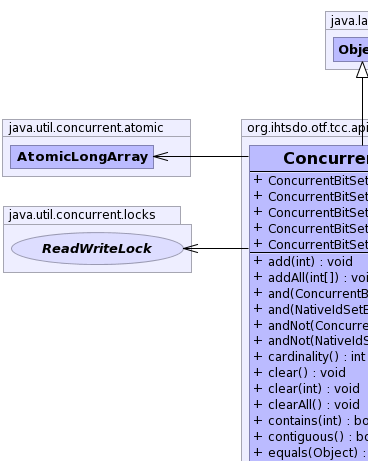 java.la
Obje
java.util.concurrent.atomic
AtomicLongArray
org.ihtsdo.otf.tcc.api
Concurren
java.util.concurrent.locks
ReadWriteLock
+ ConcurrentBitSet
+ ConcurrentBitSet
+ ConcurrentBitSet
+ ConcurrentBitSet
+ ConcurrentBitSet
+ add(int) : void
+ addAll(int[]) : voi
+ and(ConcurrentB
+ and(NativeIdSetB
+ andNot(Concurre
+ andNot(NativeIdS
+ cardinality() : int
+ clear() : void
+ clear(int) : void
+ clearAll() : void
+ contains(int) : bo
+ contiguous() : bo
+ equals(Object) :